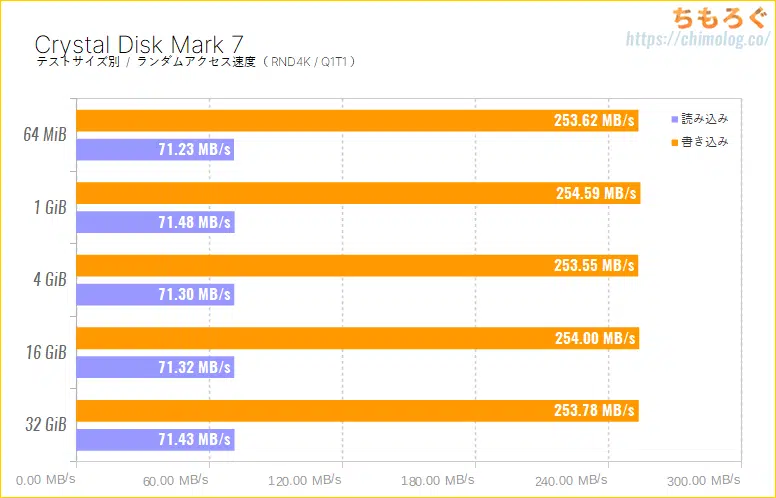 ちもろぐ
https://chimolog.co/
Crystal Disk Mark 7
テストサイズ別 / ランダムアクセス速度（RND4K / Q1T1）
読み込み
書き込み
64 MiB
253.62 MB/s
71.23 MB/s
1 GiB
254.59 MB/s
71.48 MB/s
4 GiB
253.55 MB/s
71.30 MB/s
16 GiB
254.00 MB/s
71.32 MB/s
32 GiB
253.78 MB/s
71.43 MB/s
0.00 MB/s 60.00 MB/s 120.00 MB/s 180.00 MB/s 240.00 MB/s 300.00 MB/s